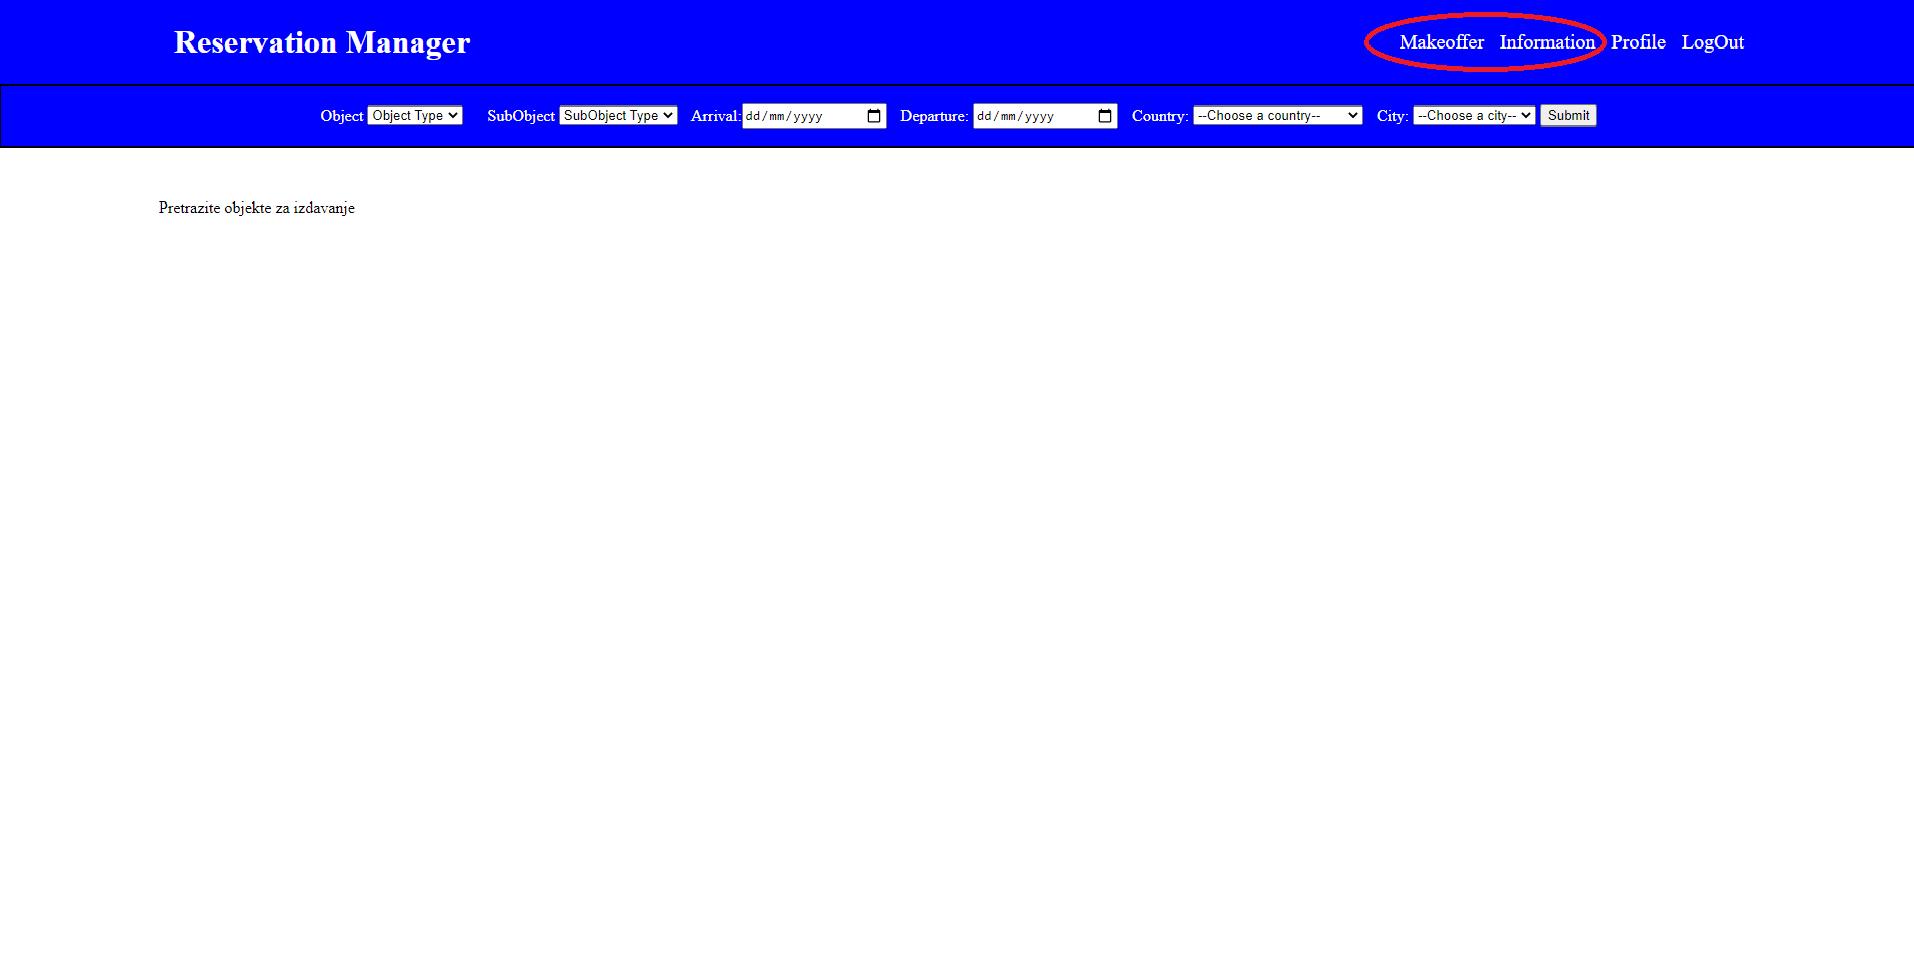 Reservation Manager Makeoffer Information Profile LogOut
Object Object Type SubObject SubObject Type Arrival: dd/mm/yyyy Departure: dd/mm/yyyy Country: --Choose a country-- City: --Choose a city-- Submit
Pretrazite objekte za izdavanje